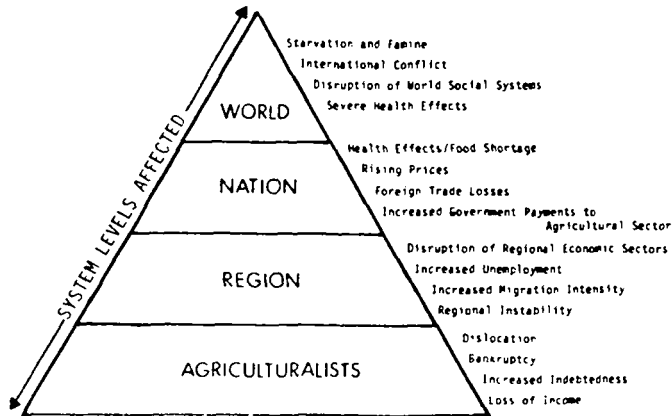 Starvation and Famine
International Conflict
Disruption of World Social Systems
Severe Health Effects
WORLD
Health Effects/Food Shortage
Rising Prices
NATION
Foreign Trade Losses
Increased Government Payments to
Agricultural Sector
SYSTEM LEVELS AFFECTED
Disruption of Regional Economic Sectors
Increased Unemployment
REGION
Increased Migration Intensity
Regional Instability
Dislocation
Bankruptcy
AGRICULTURALISTS
Increased Indebtedness
Loss of Income